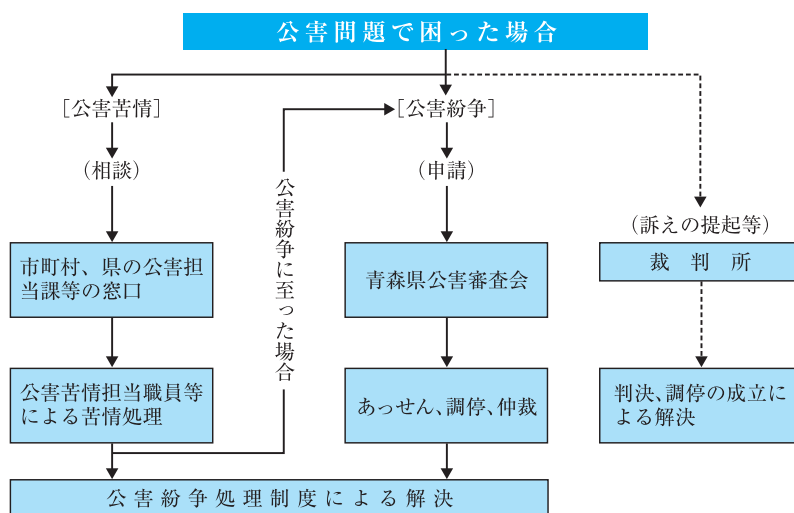 公害問題で困った場合
［公害苦情］
（相談）
市町村、県の公害担
当課等の窓口
公害苦情担当職員等
による苦情処理
公害紛争に至った場合
［公害紛争］
（申請）
青森県公害審査会
あっせん、調停、仲裁
公害紛争処理制度による解決
（訴えの提起等）
裁判所
判決、調停の成立に
よる解決